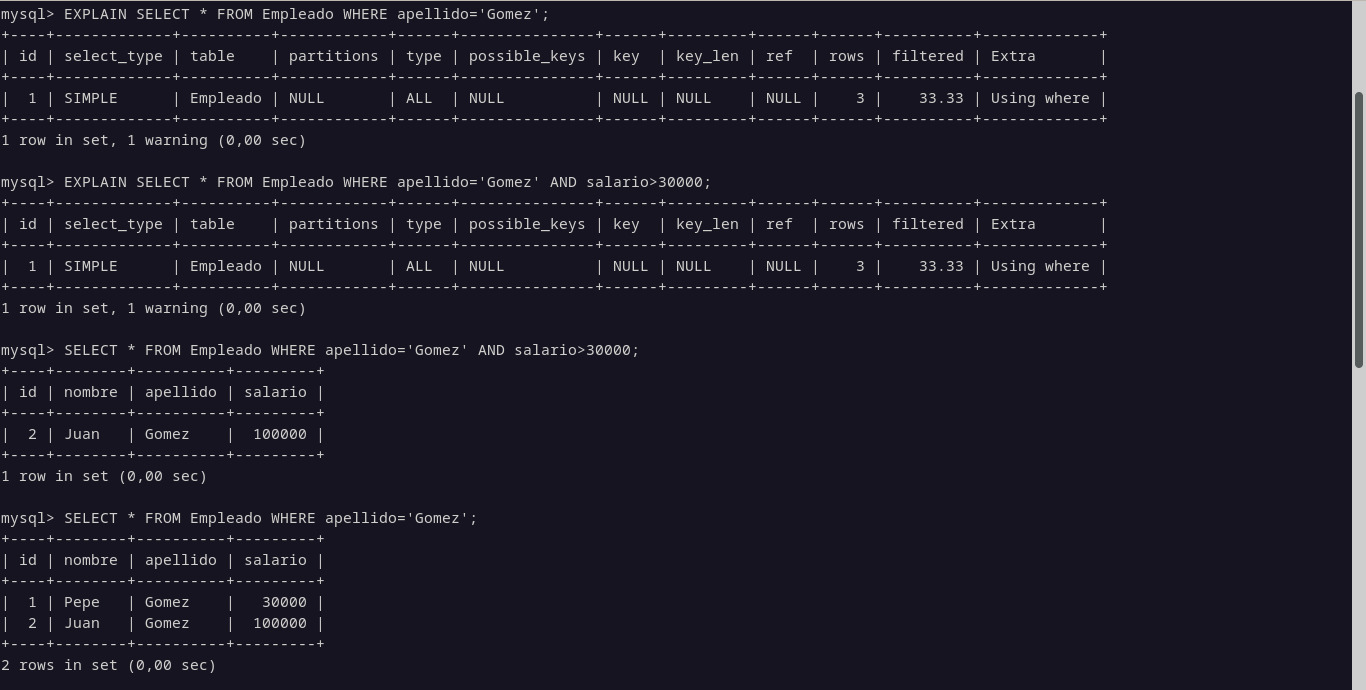 mysql> EXPLAIN SELECT * FROM Empleado WHERE apellido='Gomez';
+----+-------------+----------+------------+------+---------------+------+---------+------+------+----------+-------------+
| id | select_type | table    | partitions | type | possible_keys | key  | key_len | ref  | rows | filtered | Extra       |
+----+-------------+----------+------------+------+---------------+------+---------+------+------+----------+-------------+
|  1 | SIMPLE      | Empleado | NULL       | ALL  | NULL          | NULL | NULL    | NULL |    3 |    33.33 | Using where |
+----+-------------+----------+------------+------+---------------+------+---------+------+------+----------+-------------+
1 row in set, 1 warning (0,00 sec)

mysql> EXPLAIN SELECT * FROM Empleado WHERE apellido='Gomez' AND salario>30000;
+----+-------------+----------+------------+------+---------------+------+---------+------+------+----------+-------------+
| id | select_type | table    | partitions | type | possible_keys | key  | key_len | ref  | rows | filtered | Extra       |
+----+-------------+----------+------------+------+---------------+------+---------+------+------+----------+-------------+
|  1 | SIMPLE      | Empleado | NULL       | ALL  | NULL          | NULL | NULL    | NULL |    3 |    33.33 | Using where |
+----+-------------+----------+------------+------+---------------+------+---------+------+------+----------+-------------+
1 row in set, 1 warning (0,00 sec)

mysql> SELECT * FROM Empleado WHERE apellido='Gomez' AND salario>30000;
+----+--------+----------+---------+
| id | nombre | apellido | salario |
+----+--------+----------+---------+
|  2 | Juan   | Gomez    |  100000 |
+----+--------+----------+---------+
1 row in set (0,00 sec)

mysql> SELECT * FROM Empleado WHERE apellido='Gomez';
+----+--------+----------+---------+
| id | nombre | apellido | salario |
+----+--------+----------+---------+
|  1 | Pepe   | Gomez    |   30000 |
|  2 | Juan   | Gomez    |  100000 |
+----+--------+----------+---------+
2 rows in set (0,00 sec)